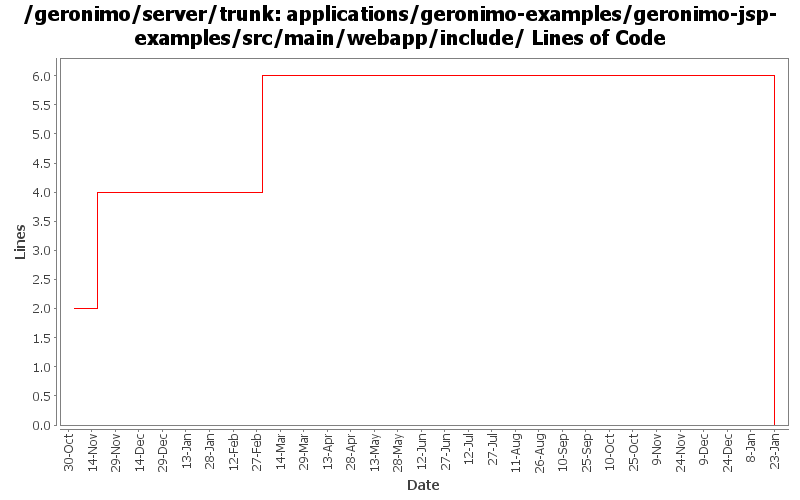 /geronimo/server/trunk: applications/geronimo-examples/geronimo-jsp-
examples/src/main/webapp/include/ Lines of Code
6.0
5.5
5.0
4.5
4.0
3.5
3.0
2.5
2.0
1.5
1.0
0.5
0.0
Lines
30-Oct
14-Nov
29-Nov
14-Dec
29-Dec
13-Jan
28-Jan
12-Feb
27-Feb
14-Mar
29-Mar
13-Apr
28-Apr
13-May
28-May
12-Jun
27-Jun
12-Jul
27-Jul
11-Aug
26-Aug
10-Sep
25-Sep
10-Oct
25-Oct
9-Nov
24-Nov
9-Dec
24-Dec
8-Jan
23-Jan
Date